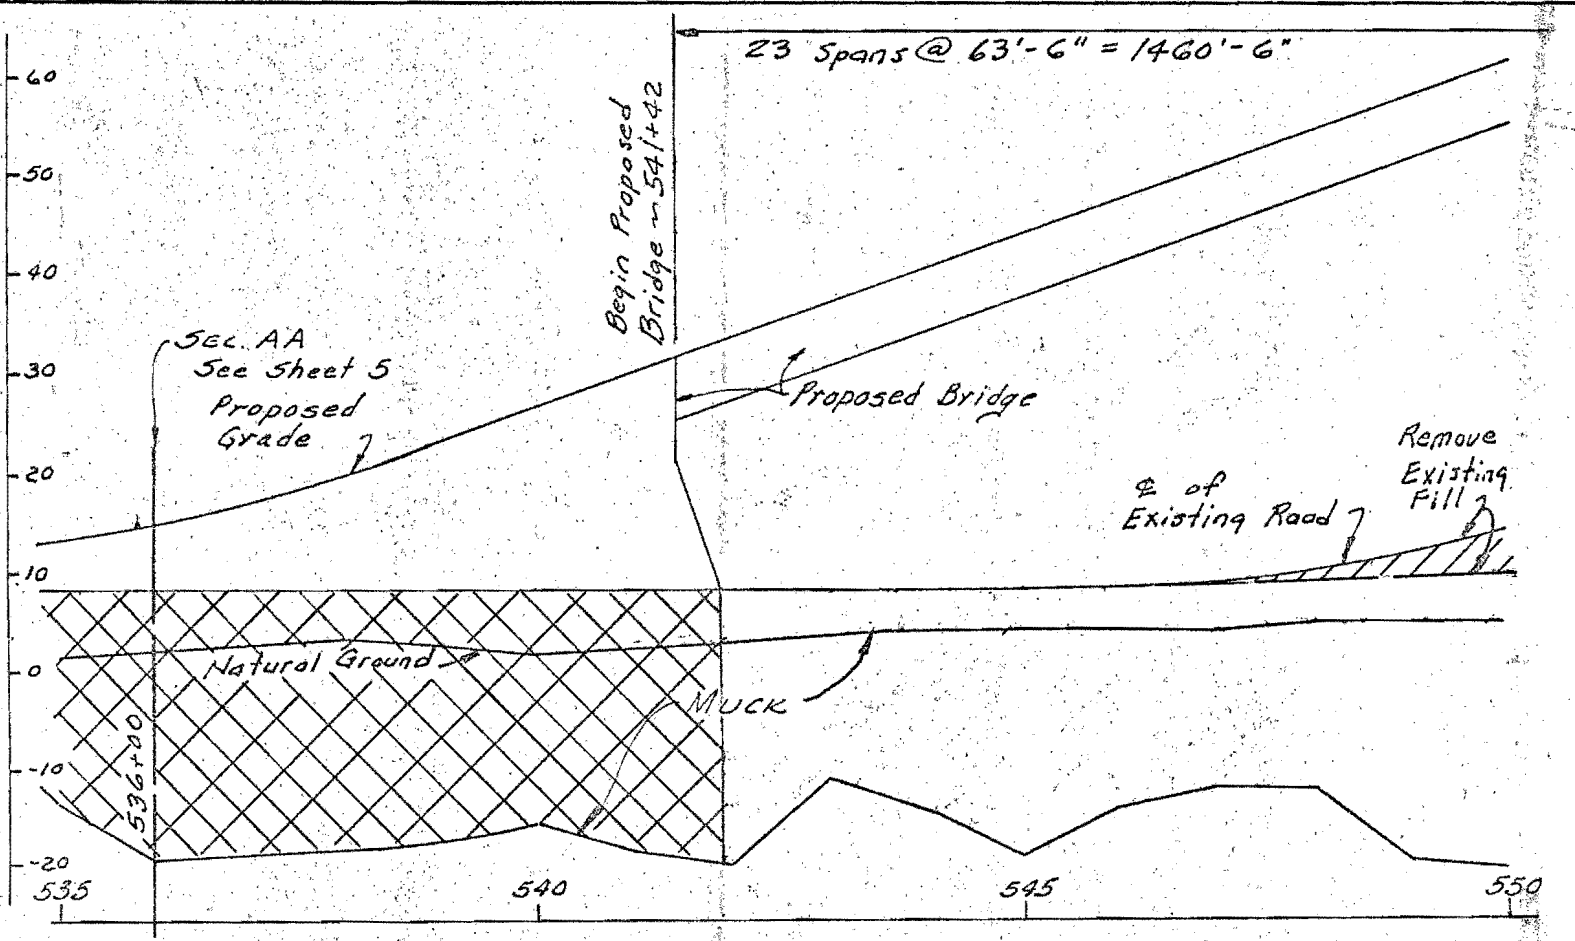 23 Spans @ 63'-6" = 1460'-6"
60
50
40
30
20
10
0
-10
-20
Begin Proposed
Bridge ~ 541+42
Sec. AA
See Sheet 5
Proposed
Grade
Proposed Bridge
℄ of
Existing Road
Remove
Existing
Fill
Natural Ground
Muck
536+00
535
540
545
550